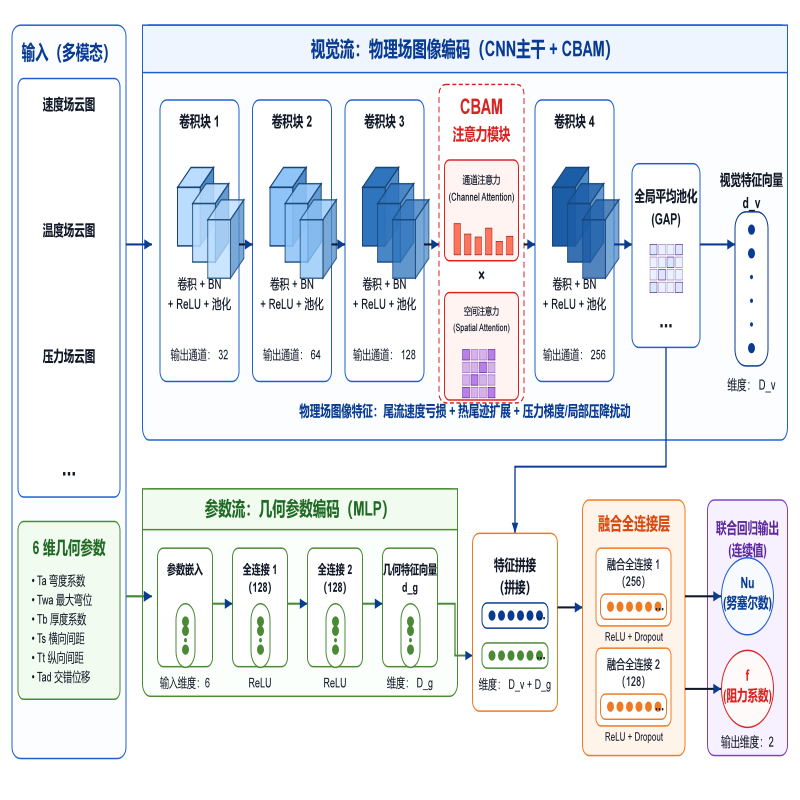 输入（多模态）
速度场云图
温度场云图
压力场云图
...
6 维几何参数
• Ta 弯度系数
• Twa 最大弯位
• Tb 厚度系数
• Ts 横向间距
• Tt 纵向间距
• Tad 交错位移
视觉流：物理场图像编码（CNN主干 + CBAM）
卷积块 1
卷积 + BN
+ ReLU + 池化
输出通道： 32
卷积块 2
卷积 + BN
+ ReLU + 池化
输出通道： 64
卷积块 3
卷积 + BN
+ ReLU + 池化
输出通道： 128
CBAM
注意力模块
通道注意力
(Channel Attention)
×
空间注意力
(Spatial Attention)
卷积块 4
卷积 + BN
+ ReLU + 池化
输出通道： 256
全局平均池化
(GAP)
...
视觉特征向量
d_v
维度： D_v
物理场图像特征：尾流速度亏损 + 热尾迹扩展 + 压力梯度/局部压降扰动
参数流：几何参数编码（MLP）
参数嵌入
输入维度：6
全连接 1
（128）
ReLU
全连接 2
（128）
ReLU
几何特征向量
d_g
维度： D_g
特征拼接
(拼接)
...
...
维度： D_v + D_g
融合全连接层
融合全连接 1
（256）
...
ReLU + Dropout
融合全连接 2
（128）
...
ReLU + Dropout
联合回归输出
(连续值)
Nu
(努塞尔数)
f
(阻力系数)
输出维度：2